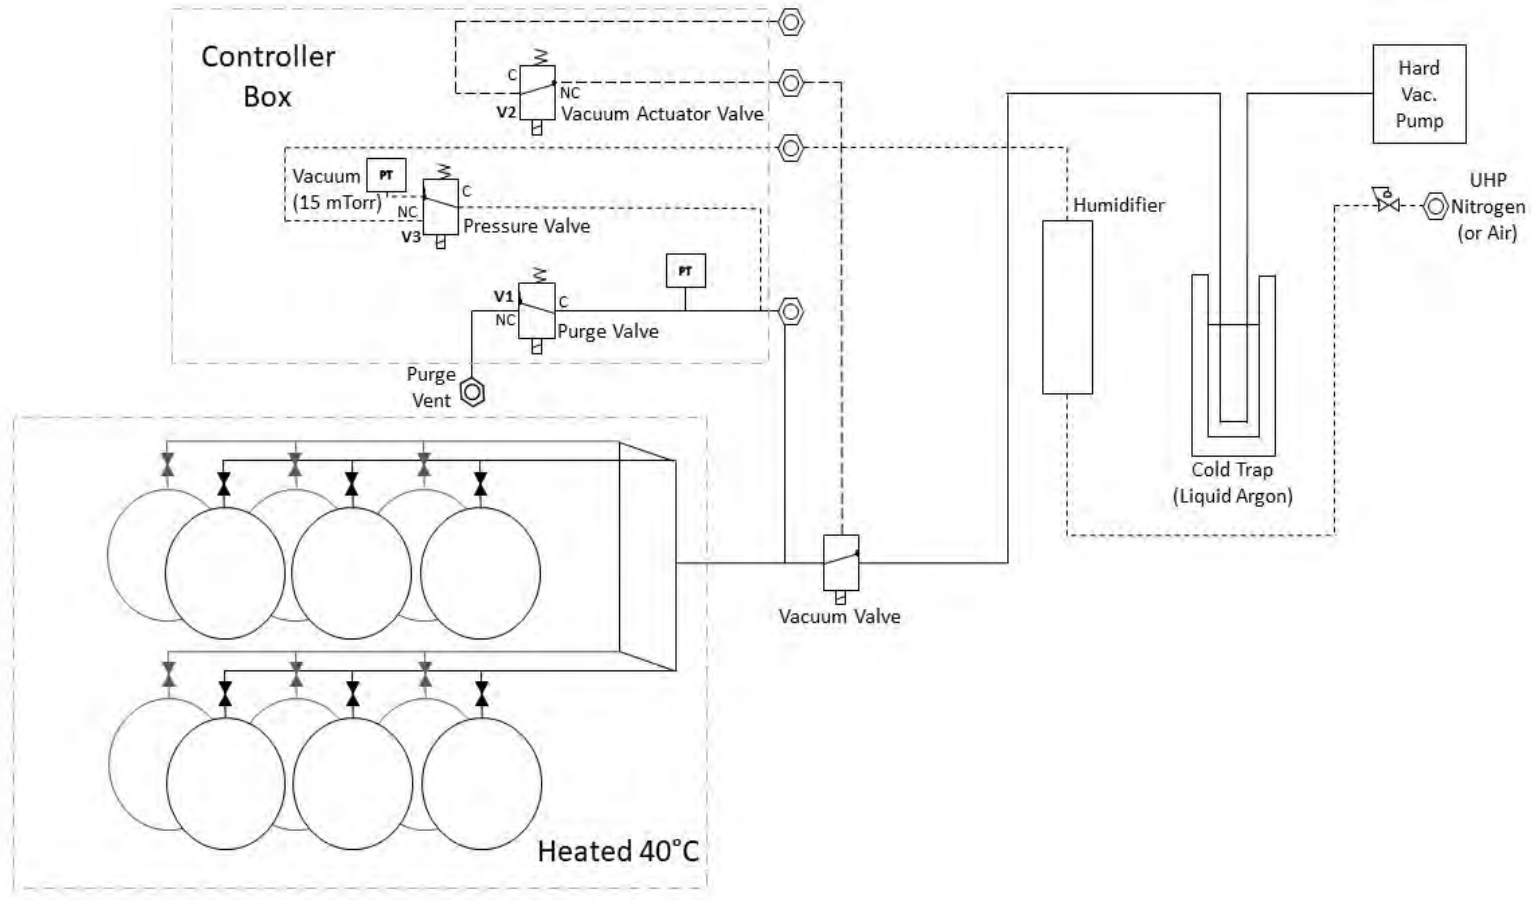 Controller
Box
C
NC
V2
Vacuum Actuator Valve
Vacuum
(15 mTorr)
PT
C
NC
V3
Pressure Valve
PT
V1
NC
C
Purge Valve
Purge
Vent
Hard
Vac.
Pump
UHP
Nitrogen
(or Air)
Humidifier
Cold Trap
(Liquid Argon)
Vacuum Valve
Heated 40°C